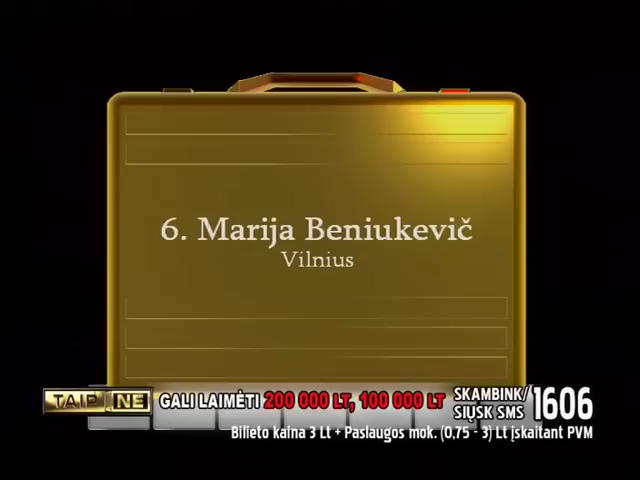 6. Marija Beniukevič
Vilnius
TAIP NE
GALI LAIMĖTI 200 000 LT, 100 000 LT
SKAMBINK/
SIŲSK SMS
1606
Bilieto kaina 3 Lt + Paslaugos mok. (0,75 - 3) Lt įskaitant PVM